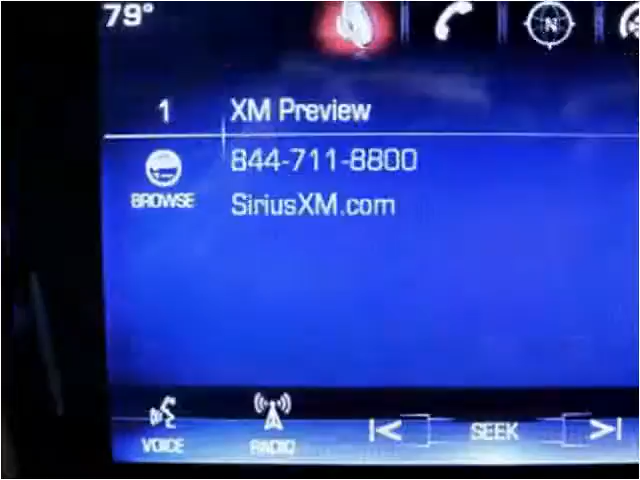 79°
N
1 XM Preview
844-711-8800
BROWSE
SiriusXM.com
VOICE
RADIO
SEEK